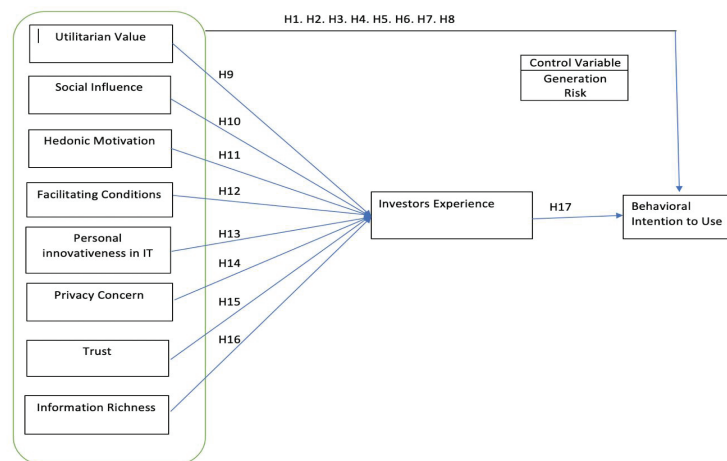 H1. H2. H3. H4. H5. H6. H7. H8
Utilitarian Value
H9
Control Variable
Generation
Risk
Social Influence
H10
Hedonic Motivation
H11
Facilitating Conditions
H12
Investors Experience
H17
Behavioral
Intention to Use
Personal
innovativeness in IT
H13
Privacy Concern
H14
H15
Trust
H16
Information Richness